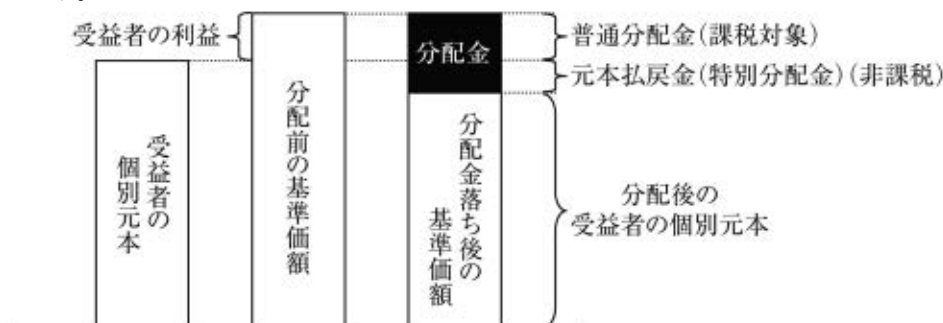 受益者の利益
分配金
普通分配金(課税対象)
元本払戻金(特別分配金)(非課税)
受益者の
個別元本
分配前の基準価額
分配金落ち後の
基準価額
分配後の
受益者の個別元本